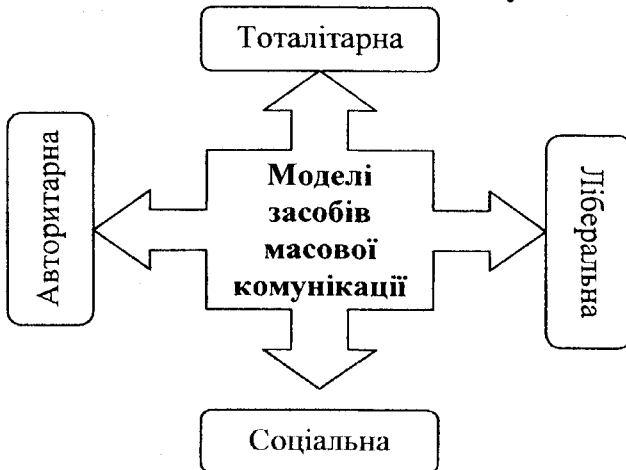 Тоталітарна
Авторитарна
Моделі
засобів
масової
комунікації
Ліберальна
Соціальна